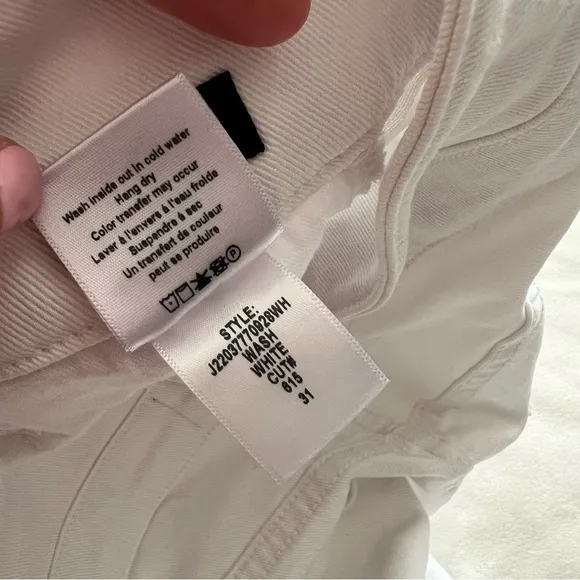 Wash inside out in cold water
Hang dry
Color transfer may occur
Laver à l'envers à l'eau froide
Suspendre à sec
Un transfert de couleur
peut se produire
P
STYLE:
J22037770928WH
WASH
WHITE
CUT#
615
31